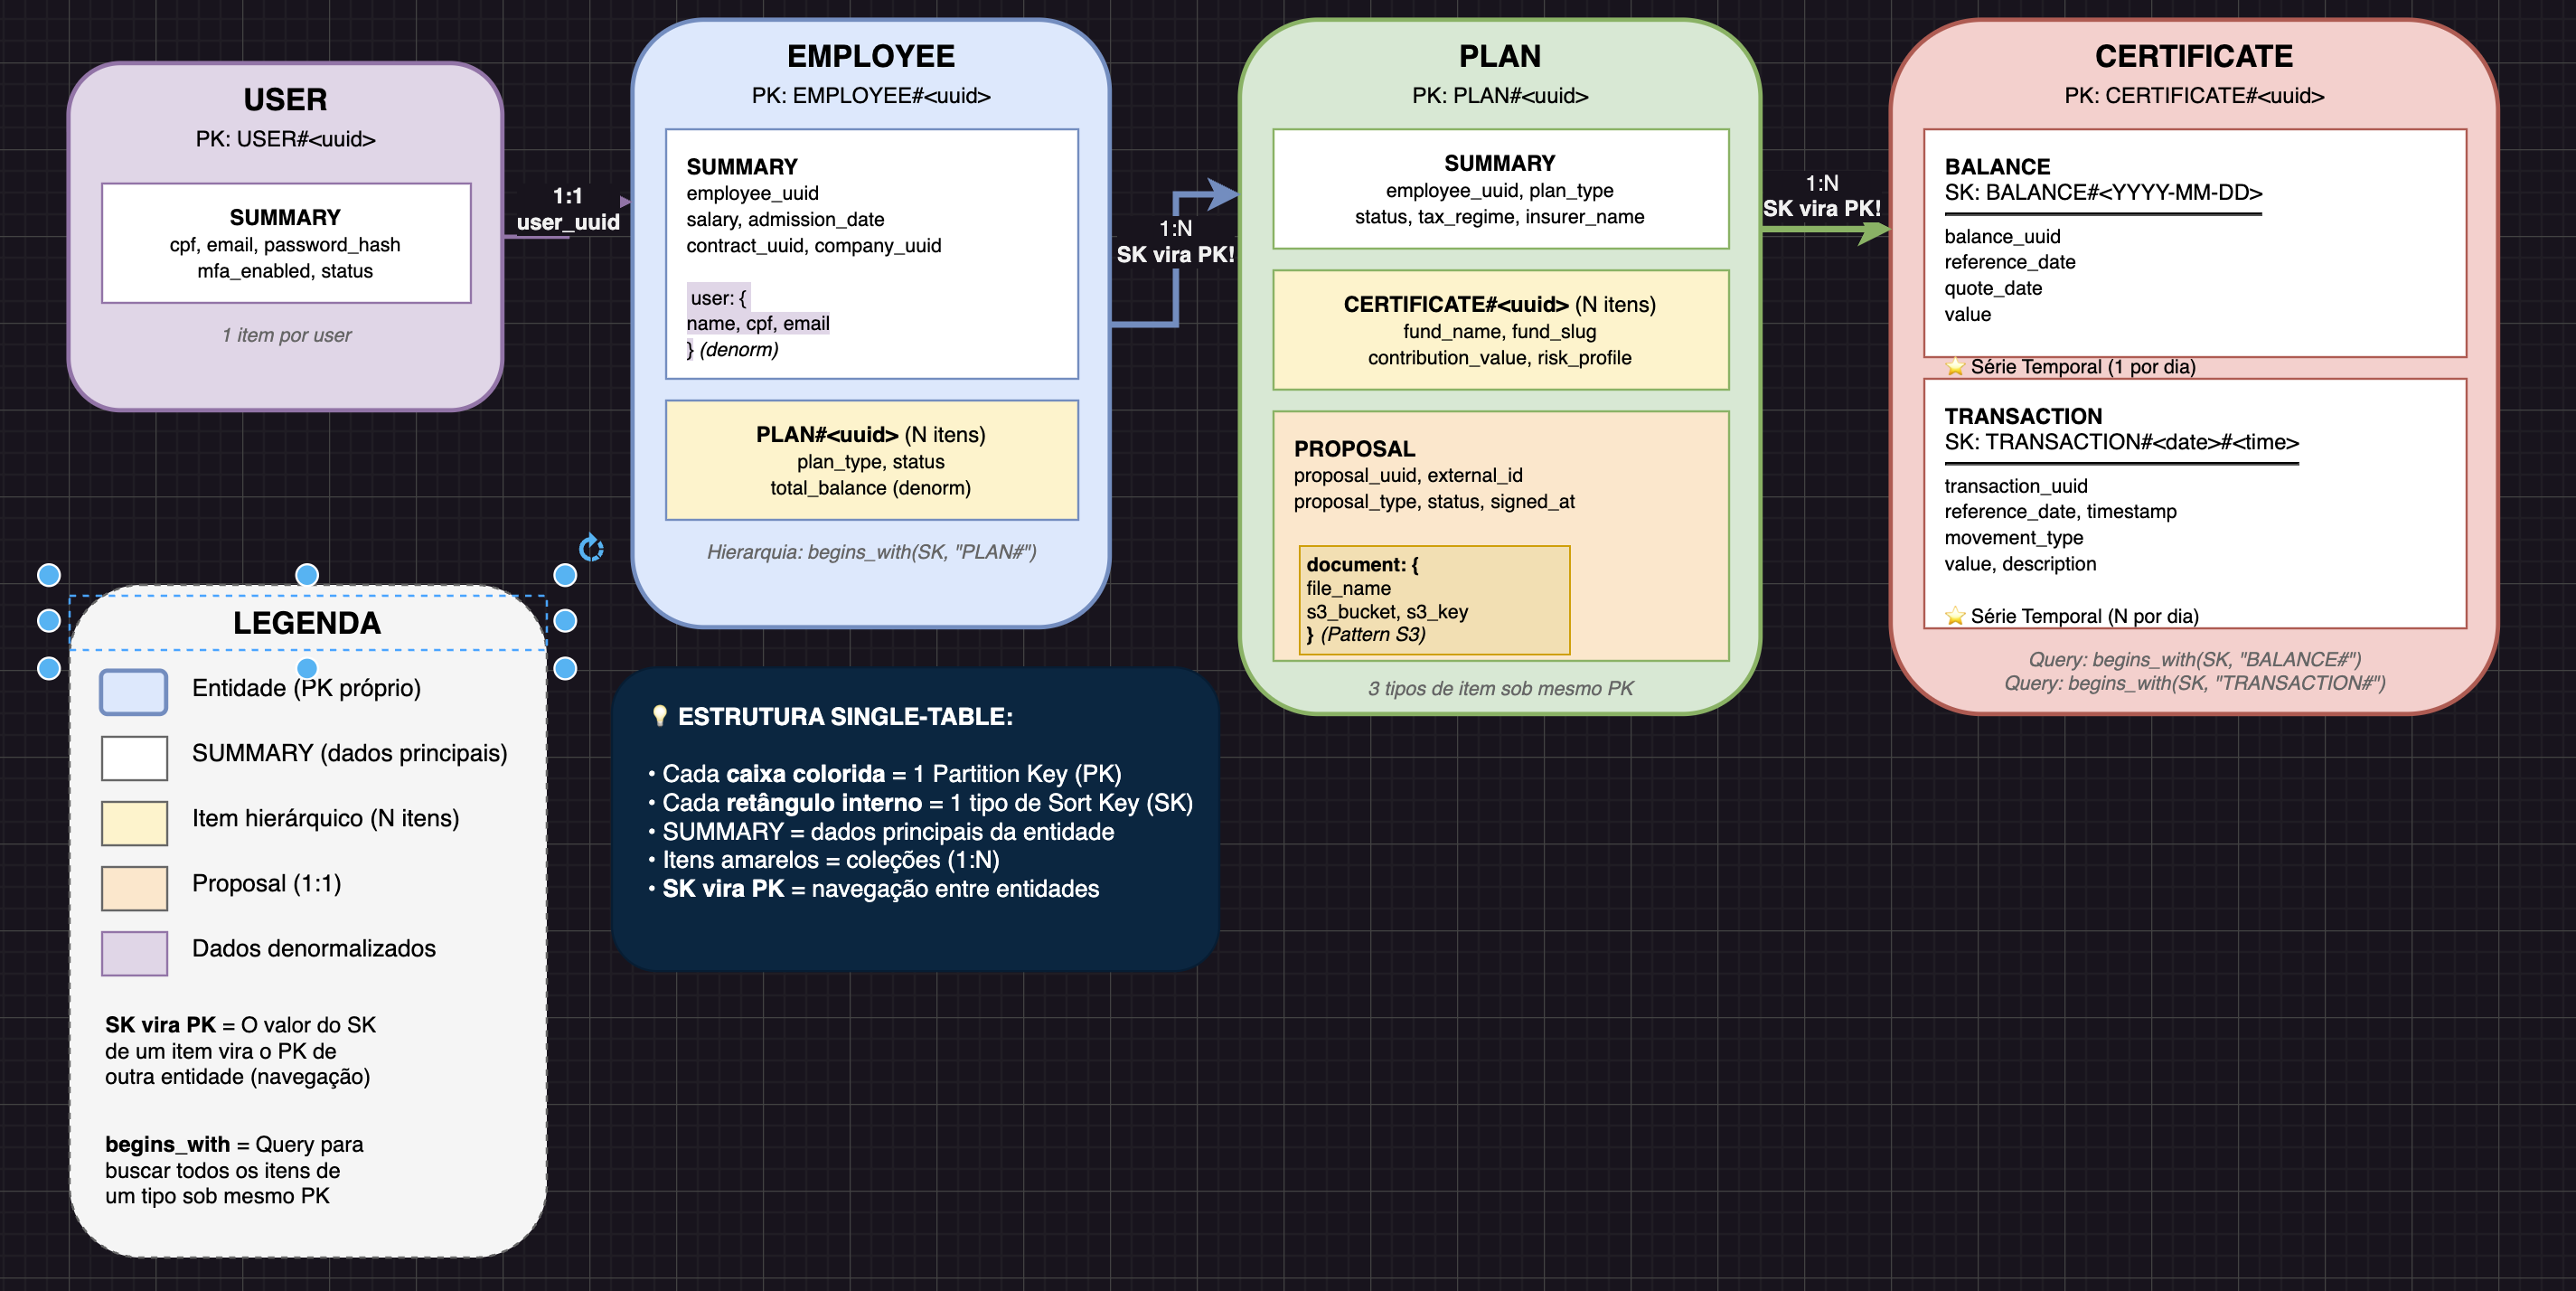 USER
PK: USER#<uuid>
SUMMARY
cpf, email, password_hash
mfa_enabled, status
1 item por user
1:1
user_uuid
EMPLOYEE
PK: EMPLOYEE#<uuid>
SUMMARY
employee_uuid
salary, admission_date
contract_uuid, company_uuid
user: {
name, cpf, email
} (denorm)
PLAN#<uuid> (N itens)
plan_type, status
total_balance (denorm)
Hierarquia: begins_with(SK, "PLAN#")
1:N
SK vira PK!
PLAN
PK: PLAN#<uuid>
SUMMARY
employee_uuid, plan_type
status, tax_regime, insurer_name
CERTIFICATE#<uuid> (N itens)
fund_name, fund_slug
contribution_value, risk_profile
PROPOSAL
proposal_uuid, external_id
proposal_type, status, signed_at
document: {
file_name
s3_bucket, s3_key
} (Pattern S3)
3 tipos de item sob mesmo PK
1:N
SK vira PK!
CERTIFICATE
PK: CERTIFICATE#<uuid>
BALANCE
SK: BALANCE#<YYYY-MM-DD>
balance_uuid
reference_date
quote_date
value
⭐ Série Temporal (1 por dia)
TRANSACTION
SK: TRANSACTION#<date>#<time>
transaction_uuid
reference_date, timestamp
movement_type
value, description
⭐ Série Temporal (N por dia)
Query: begins_with(SK, "BALANCE#")
Query: begins_with(SK, "TRANSACTION#")
LEGENDA
Entidade (PK próprio)
SUMMARY (dados principais)
Item hierárquico (N itens)
Proposal (1:1)
Dados denormalizados
SK vira PK = O valor do SK
de um item vira o PK de
outra entidade (navegação)
begins_with = Query para
buscar todos os itens de
um tipo sob mesmo PK
💡 ESTRUTURA SINGLE-TABLE:
• Cada caixa colorida = 1 Partition Key (PK)
• Cada retângulo interno = 1 tipo de Sort Key (SK)
• SUMMARY = dados principais da entidade
• Itens amarelos = coleções (1:N)
• SK vira PK = navegação entre entidades